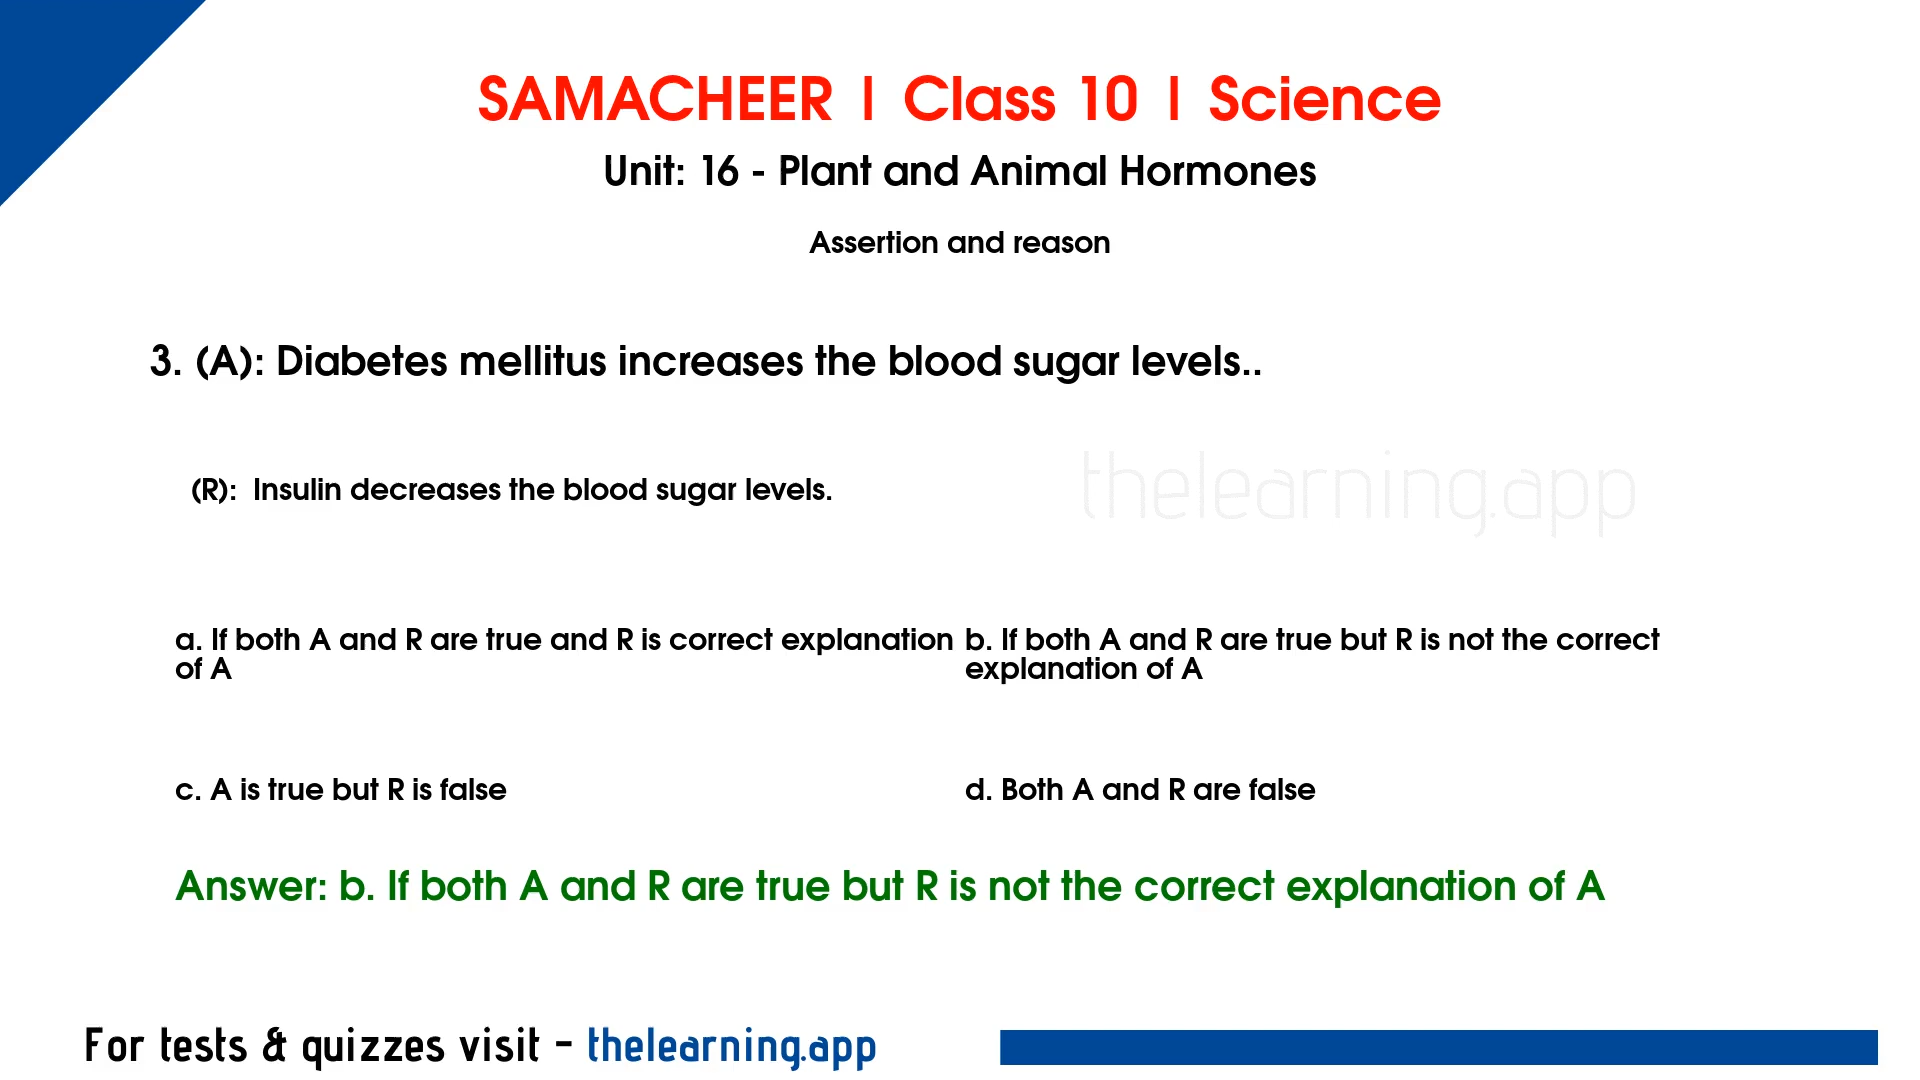 SAMACHEER | Class 10 | Science
Unit: 16 - Plant and Animal Hormones
Assertion and reason
3. (A): Diabetes mellitus increases the blood sugar levels..
(R): Insulin decreases the blood sugar levels.
thelearning.app
a. If both A and R are true and R is correct explanation
of A
b. If both A and R are true but R is not the correct
explanation of A
c. A is true but R is false
d. Both A and R are false
Answer: b. If both A and R are true but R is not the correct explanation of A
For tests & quizzes visit - thelearning.app